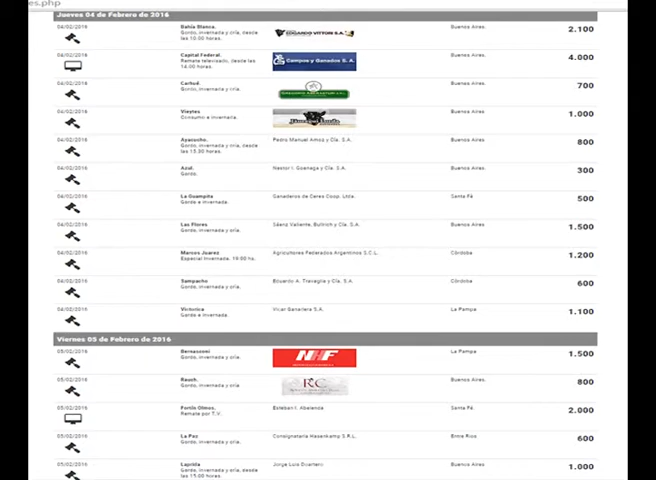 es.php
Jueves 04 de Febrero de 2016
04/02/2016 Bahía Blanca. Buenos Aires. 2.100
Gordo, invernada y cría, desde
las 10:00 horas.
EDGARDO VITTORI S.A.
04/02/2016 Capital Federal. Buenos Aires. 4.000
Remate televisado, desde las
14.00 horas.
Campos y Ganados S. A.
04/02/2016 Carhué. Buenos Aires 700
Gordo, invernada y cría.
04/02/2016 Vieytes Buenos Aires 1.000
Consumo e invernada.
04/02/2016 Ayacucho. Pedro Manuel Buenos Aires 800
Gordo, invernada y cría, desde
las 13.30 horas.
04/02/2016 Azul. Buenos Aires 300
Gordo.
04/02/2016 La Guampita Ganaderos de Ceres Coop. Ltda. Santa Fé 500
Gordo e invernada.
04/02/2016 Las Flores Sáenz Valiente, Bullrich y Cía. S.A. Buenos Aires 1.500
Gordo, invernada y cría.
04/02/2016 Marcos Juarez Agricultores Federados Argentinos S.C.L. Córdoba 1.200
Especial Invernada. 19:00 hs.
04/02/2016 Sampacho Eduardo A. Travaglia y Cía. S.A. Córdoba 600
Gordo, invernada y cría.
04/02/2016 Victorica Vicar Ganadera S.A. La Pampa 1.100
Gordo e invernada.
Viernes 05 de Febrero de 2016
05/02/2016 Bernasconi NHF La Pampa 1.500
Gordo, invernada y cría.
05/02/2016 Rauch. RC Buenos Aires 800
Gordo, invernada y cría
05/02/2016 Fortín Olmos. Esteban I. Santa Fé 2.000
Remate por T.V.
05/02/2016 La Paz Consignataria Hasenkamp S.R.L. Entre Ríos 600
Gordo, invernada y cría.
05/02/2016 Laprida Jorge Luis Buenos Aires 1.000
Gordo, invernada y cría, desde
las 15:00 horas